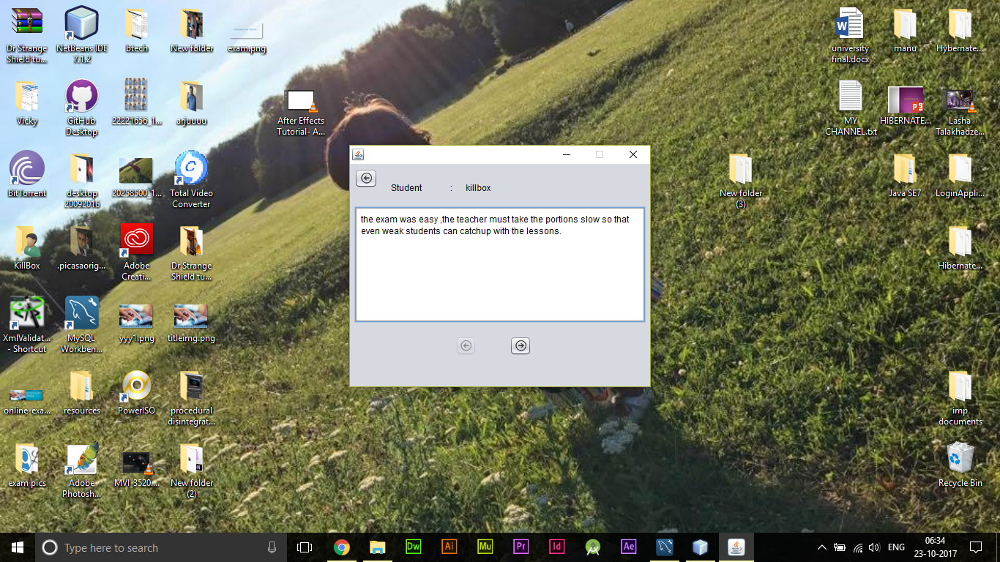 Dr Strange
Shield tu...
NetBeans IDE
7.1.2
btech
New folder
exam.png
university
final.docx
manu
Hybernate...
Vicky
GitHub
Desktop
22221656_1...
arjuuuu
After Effects
Tutorial- A...
MY
CHANNEL.txt
HIBERNATE...
Lasha
Talakhadze...
BitTorrent
desktop
20092016
20258500_1...
Total Video
Converter
New folder
(3)
Java SE7
LoginAppli...
KillBox
.picasaorig...
Adobe
Creati...
Dr Strange
Shield tu...
Hibernate...
XmlValidat...
- Shortcut
MySQL
Workben...
yyy1.png
titleimg.png
online-exa...
resources
PowerISO
procedural
disintegrat...
imp
documents
exam pics
Adobe
Photosh...
MVI_3520....
New folder
(2)
Recycle Bin
Student : killbox
the exam was easy ,the teacher must take the portions slow so that
even weak students can catchup with the lessons.
Type here to search
Dw
Ai
Mu
Pr
Id
Ae
ENG
06:34
23-10-2017